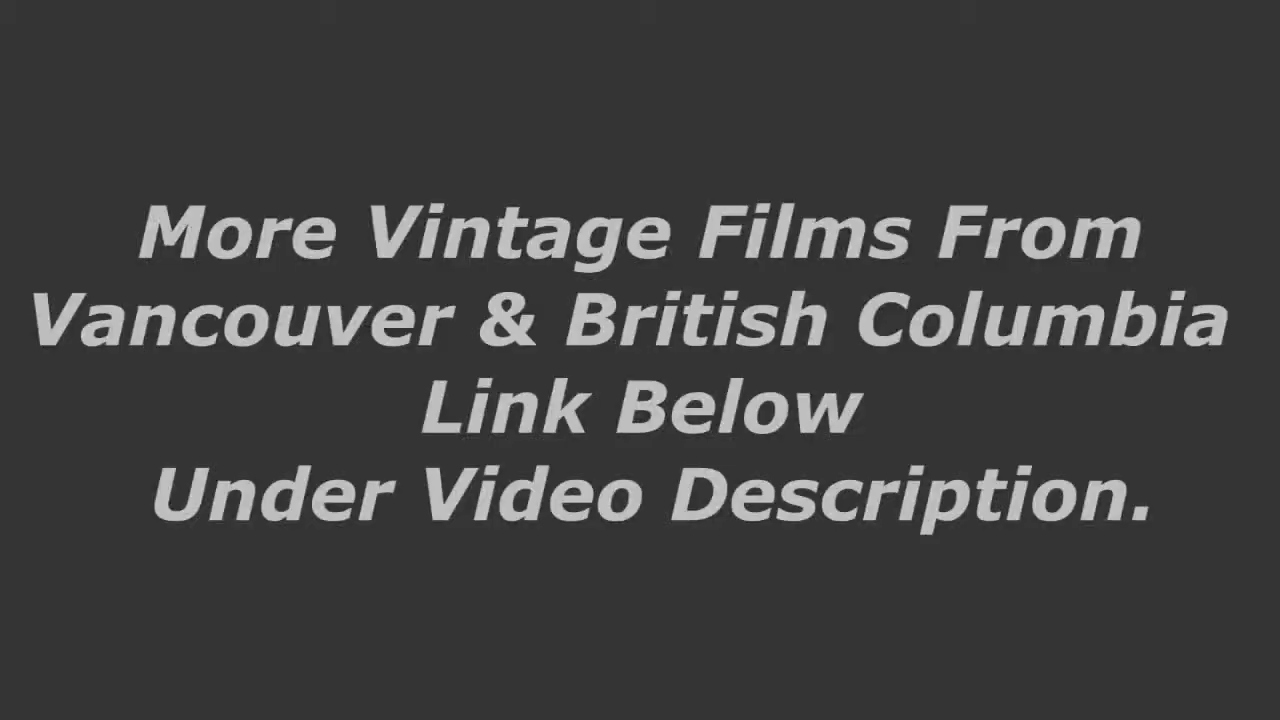 More Vintage Films From
Vancouver & British Columbia
Link Below
Under Video Description.